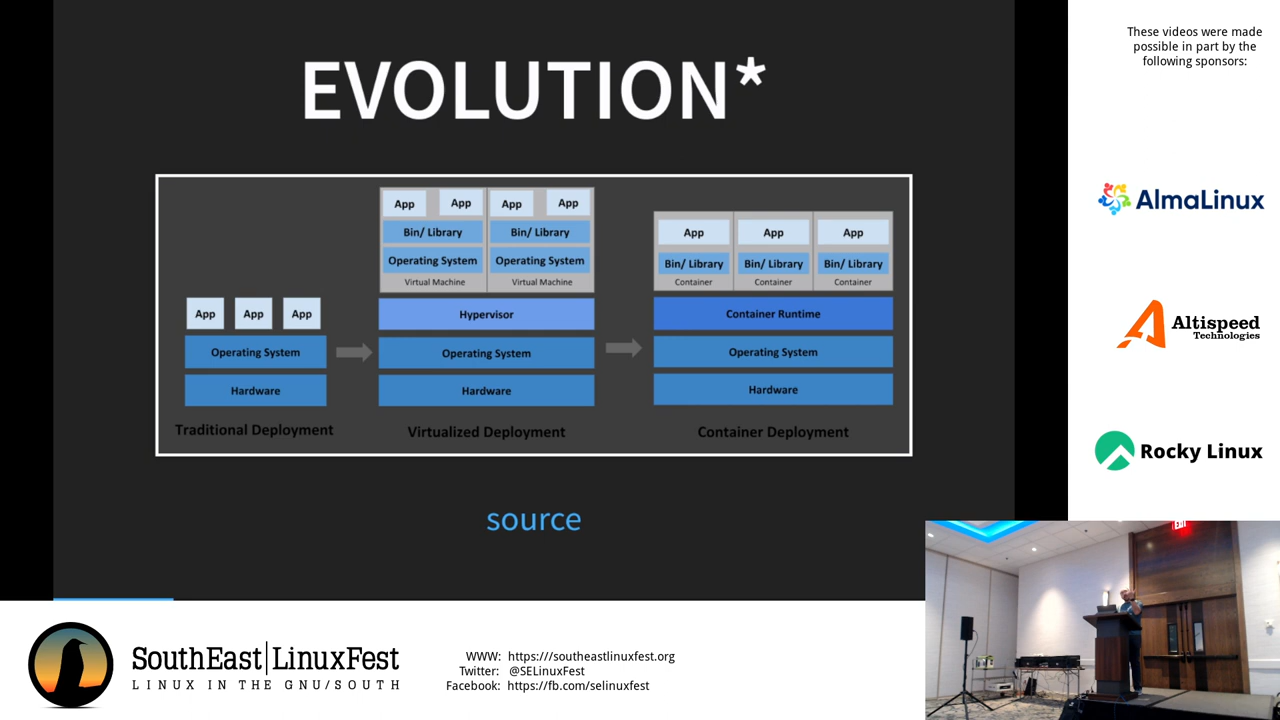 EVOLUTION*
App App App
Operating System
Hardware
Traditional Deployment
App App App App
Bin/ Library Bin/ Library
Operating System Operating System
Virtual Machine Virtual Machine
Hypervisor
Operating System
Hardware
Virtualized Deployment
App App App
Bin/ Library Bin/ Library Bin/ Library
Container Container Container
Container Runtime
Operating System
Hardware
Container Deployment
source
These videos were made
possible in part by the
following sponsors:
AlmaLinux
Altispeed
Technologies
Rocky Linux
EXIT
SouthEast|LinuxFest
LINUX IN THE GNU/SOUTH
WWW: https://southeastlinuxfest.org
Twitter: @SELinuxFest
Facebook: https://fb.com/selinuxfest